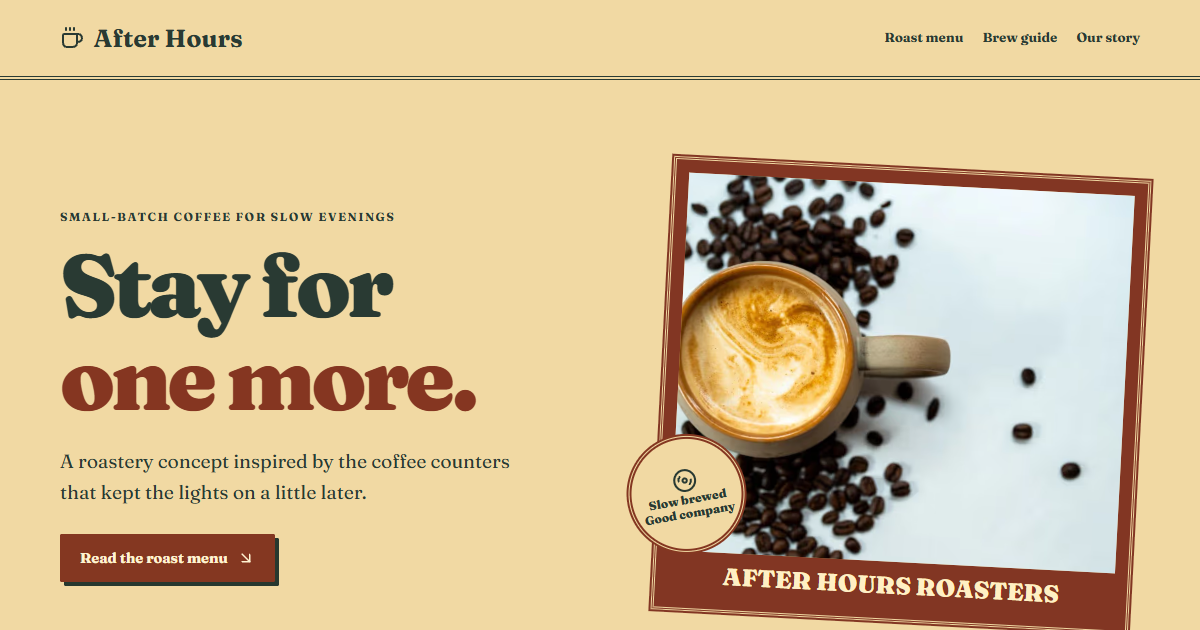 After Hours
Roast menu Brew guide Our story
SMALL-BATCH COFFEE FOR SLOW EVENINGS
Stay for
one more.
A roastery concept inspired by the coffee counters
that kept the lights on a little later.
Read the roast menu
Slow brewed
Good company
AFTER HOURS ROASTERS